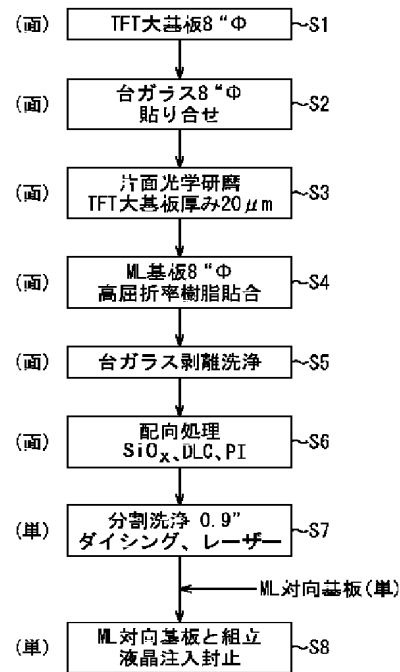 (面) TFT大基板8“Φ ~S1
(面) 台ガラス8“Φ ~S2
貼り合せ
(面) 片面光学研磨 ~S3
TFT大基板厚み20μm
(面) ML基板8“Φ ~S4
高屈折率樹脂貼合
(面) 台ガラス剥離洗浄 ~S5
(面) 配向処理 ~S6
SiOx、DLC、PI
(単) 分割洗浄 0.9” ~S7
ダイシング、レーザー
ML対向基板(単)
(単) ML対向基板と組立 ~S8
液晶注入封止